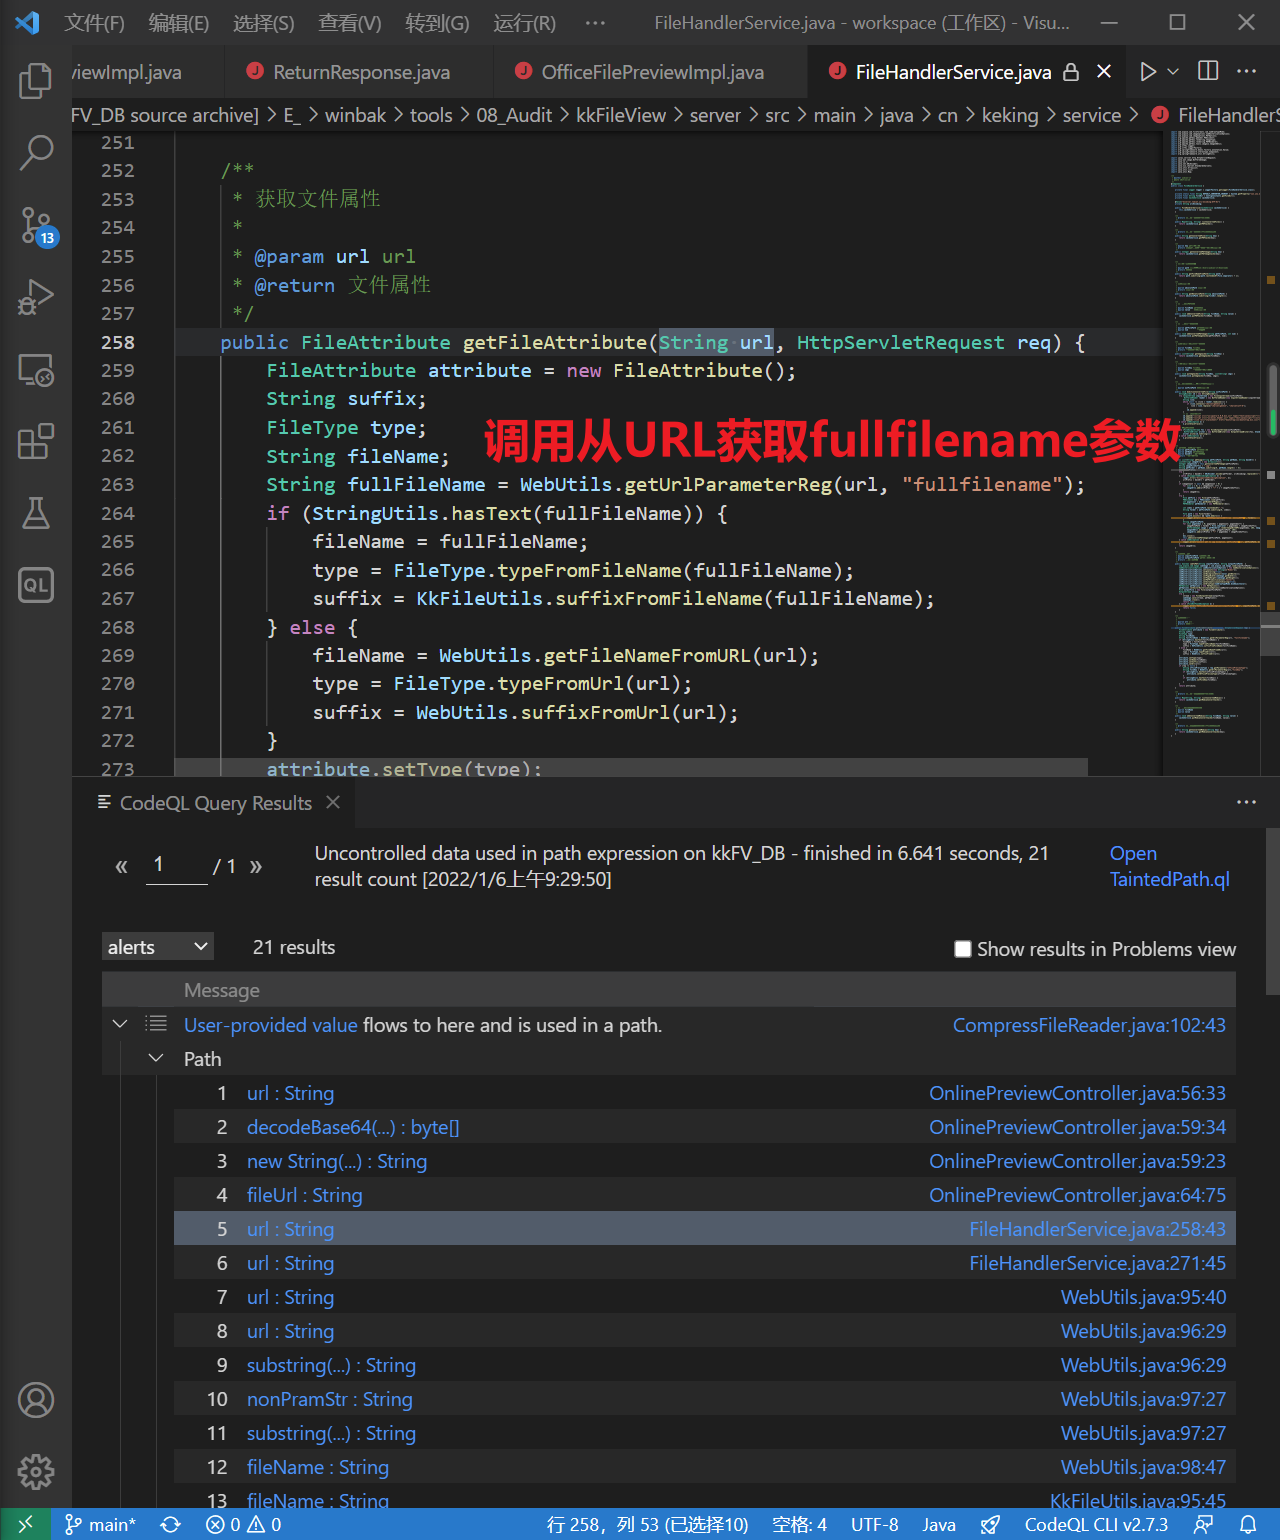 文件(F) 编辑(E) 选择(S) 查看(V) 转到(G) 运行(R) ··· FileHandlerService.java - workspace (工作区) - Visu...
viewImpl.java J ReturnResponse.java J OfficeFilePreviewImpl.java J FileHandlerService.java
FV_DB source archive] > E_ > winbak > tools > 08_Audit > kkFileView > server > src > main > java > cn > keking > service > J FileHandlerS
251
252 /**
253 * 获取文件属性
254 *
255 * @param url url
256 * @return 文件属性
257 */
258 public FileAttribute getFileAttribute(String url, HttpServletRequest req) {
259 FileAttribute attribute = new FileAttribute();
260 String suffix;
261 FileType type;
调用从URL获取fullfilename参数
262 String fileName;
263 String fullFileName = WebUtils.getUrlParameterReg(url, "fullfilename");
264 if (StringUtils.hasText(fullFileName)) {
265 fileName = fullFileName;
266 type = FileType.typeFromFileName(fullFileName);
267 suffix = KkFileUtils.suffixFromFileName(fullFileName);
268 } else {
269 fileName = WebUtils.getFileNameFromURL(url);
270 type = FileType.typeFromUrl(url);
271 suffix = WebUtils.suffixFromUrl(url);
272 }
273 attribute.setType(type);
13
QL
CodeQL Query Results
« 1 / 1 »
Uncontrolled data used in path expression on kkFV_DB - finished in 6.641 seconds, 21
result count [2022/1/6上午9:29:50]
Open
TaintedPath.ql
alerts 21 results Show results in Problems view
Message
User-provided value flows to here and is used in a path. CompressFileReader.java:102:43
Path
1 url : String OnlinePreviewController.java:56:33
2 decodeBase64(...) : byte[] OnlinePreviewController.java:59:34
3 new String(...) : String OnlinePreviewController.java:59:23
4 fileUrl : String OnlinePreviewController.java:64:75
5 url : String FileHandlerService.java:258:43
6 url : String FileHandlerService.java:271:45
7 url : String WebUtils.java:95:40
8 url : String WebUtils.java:96:29
9 substring(...) : String WebUtils.java:96:29
10 nonPramStr : String WebUtils.java:97:27
11 substring(...) : String WebUtils.java:97:27
12 fileName : String WebUtils.java:98:47
13 fileName : String KkFileUtils.java:95:45
main* 0 0 行 258，列 53 (已选择10) 空格: 4 UTF-8 Java CodeQL CLI v2.7.3